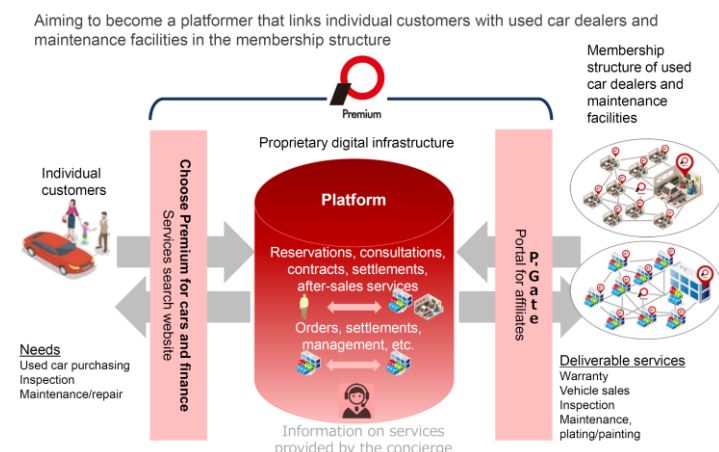 Aiming to become a platformer that links individual customers with used car dealers and
maintenance facilities in the membership structure
Premium
Membership
structure of used
car dealers and
maintenance
facilities
Proprietary digital infrastructure
Individual
customers
Choose Premium for cars and finance
Services search website
Platform
Reservations, consultations,
contracts, settlements,
after-sales services
Orders, settlements,
management, etc.
Information on services
provided by the concierge
P'Gate
Portal for affiliates
Needs
Used car purchasing
Inspection
Maintenance/repair
Deliverable services
Warranty
Vehicle sales
Inspection
Maintenance,
plating/painting